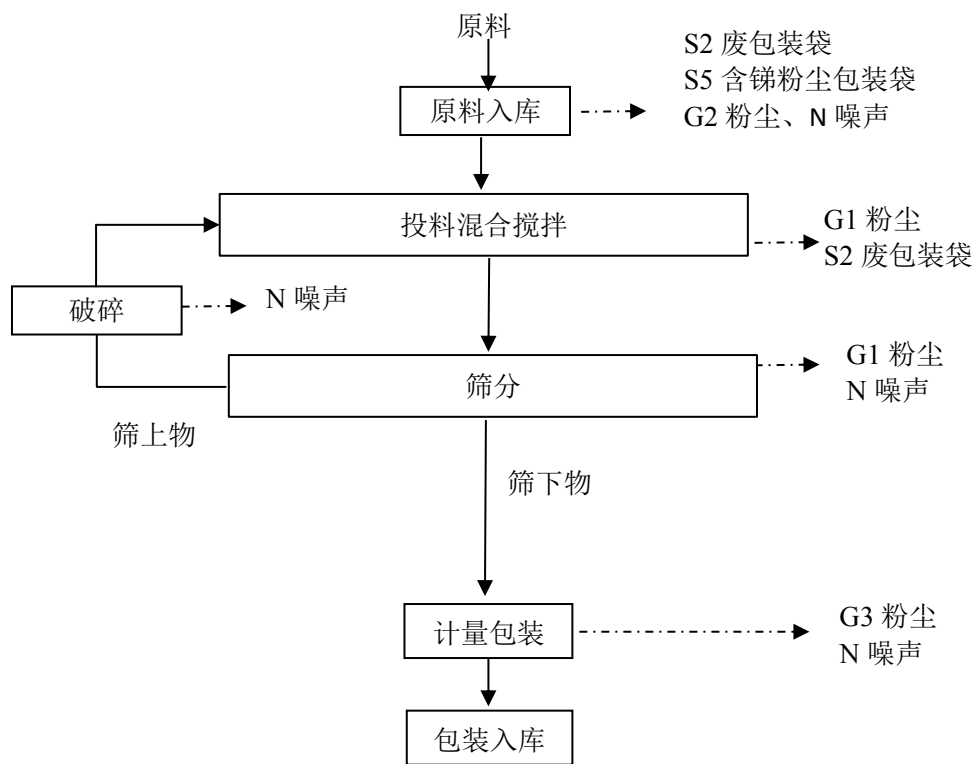 原料
S2 废包装袋
S5 含锑粉尘包装袋
G2 粉尘、N 噪声
原料入库
投料混合搅拌
G1 粉尘
S2 废包装袋
破碎
N 噪声
筛分
G1 粉尘
N 噪声
筛上物
筛下物
计量包装
G3 粉尘
N 噪声
包装入库